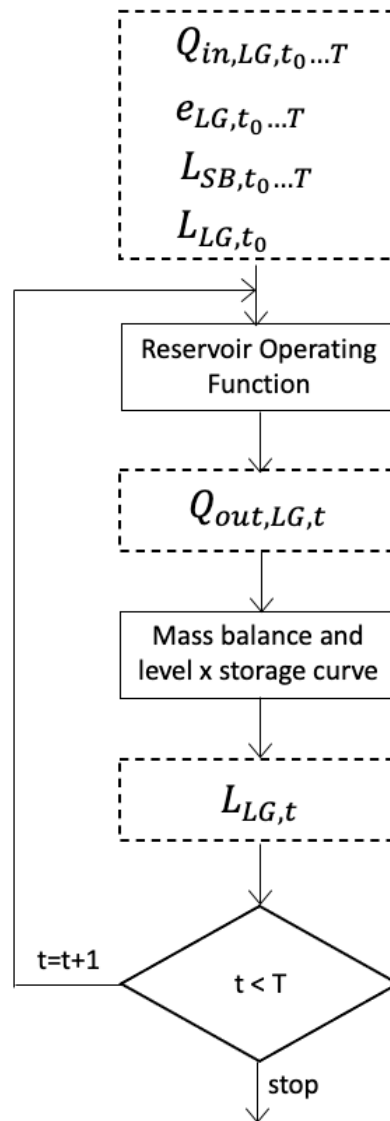 Q_{in,LG,t_0...T}
e_{LG,t_0...T}
L_{SB,t_0...T}
L_{LG,t_0}
Reservoir Operating
Function
Q_{out,LG,t}
Mass balance and
level x storage curve
L_{LG,t}
t=t+1
t < T
stop